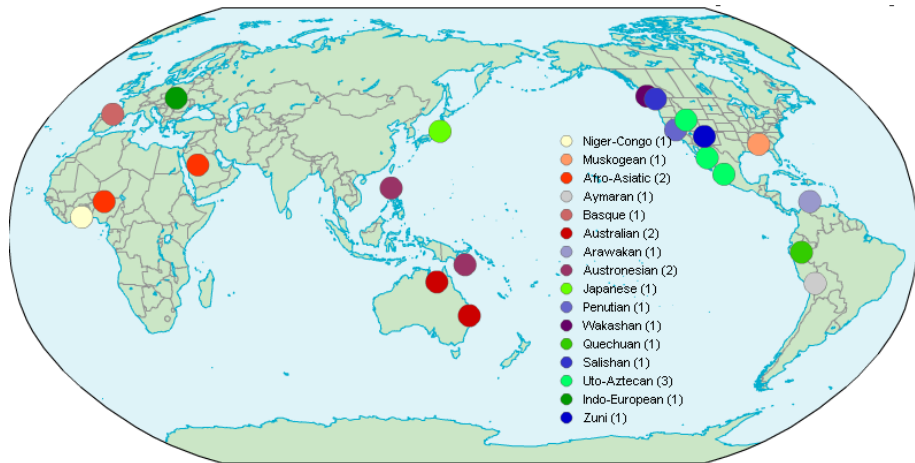 Niger-Congo (1)
Muskogean (1)
Afro-Asiatic (2)
Aymaran (1)
Basque (1)
Australian (2)
Arawakan (1)
Austronesian (2)
Japanese (1)
Penutian (1)
Wakashan (1)
Quechuan (1)
Salishan (1)
Uto-Aztecan (3)
Indo-European (1)
Zuni (1)